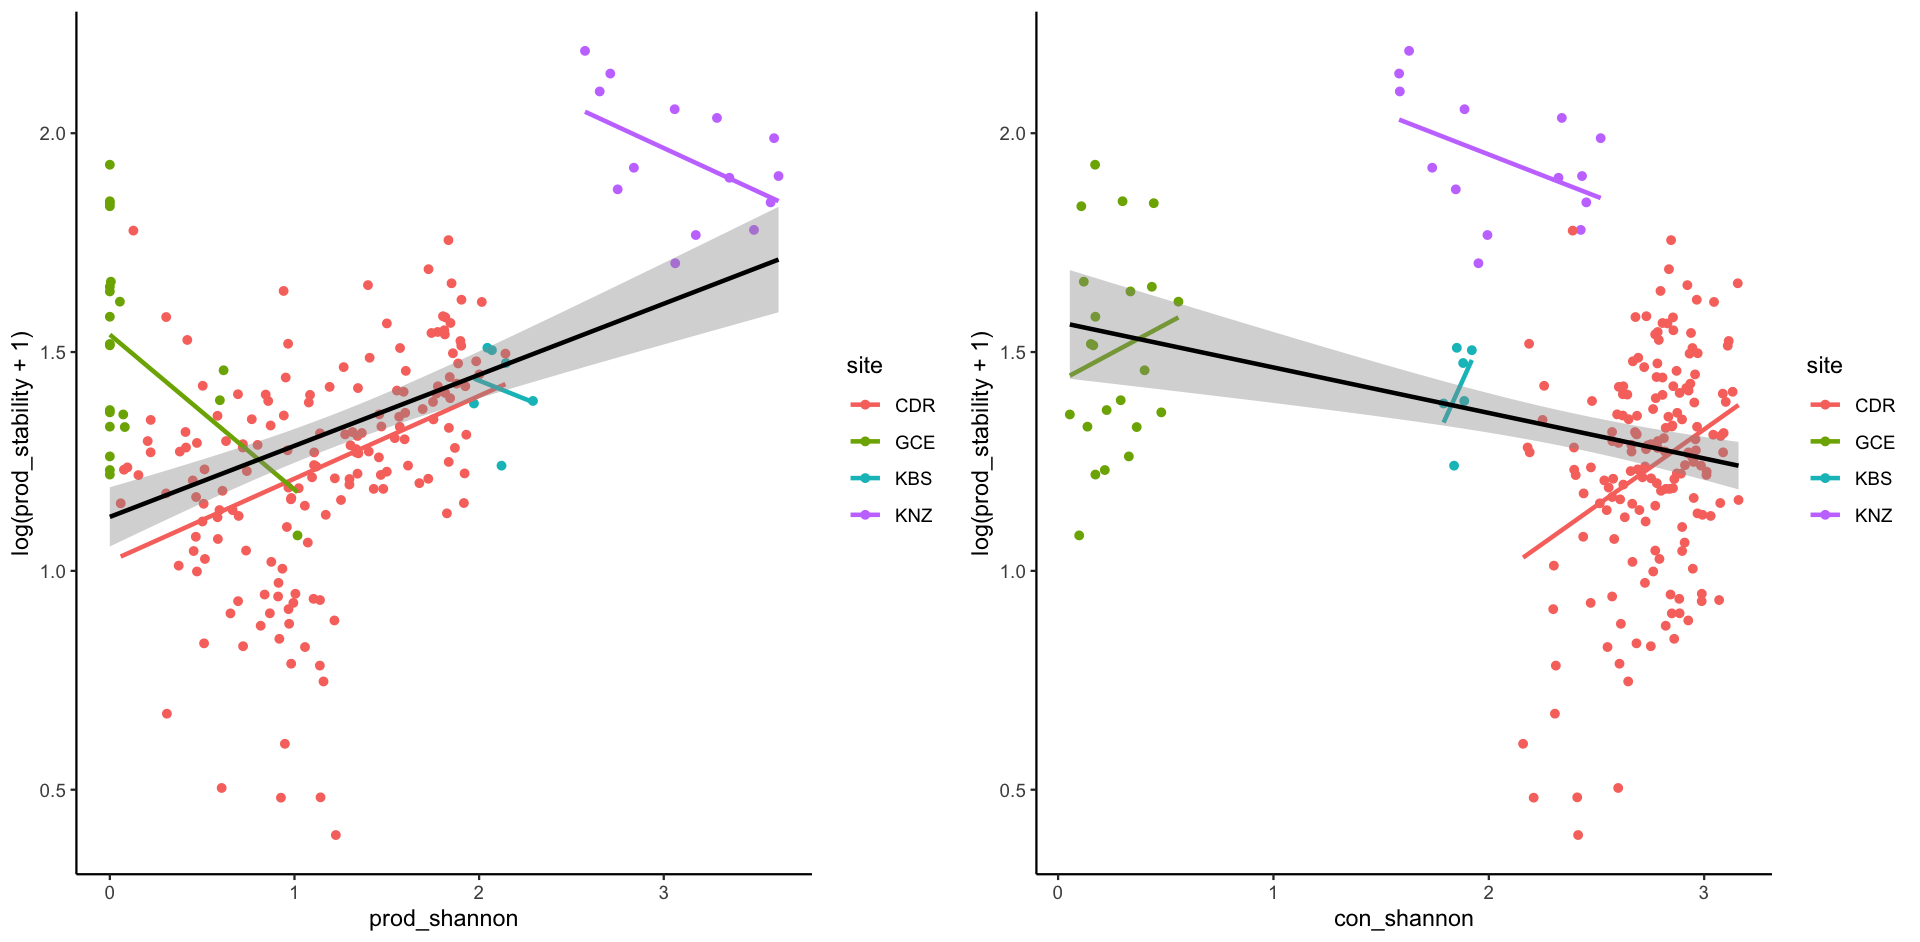 log(prod_stability + 1)
2.0
1.5
1.0
0.5
0
1
2
3
prod_shannon
site
CDR
GCE
KBS
KNZ
log(prod_stability + 1)
2.0
1.5
1.0
0.5
0
1
2
3
con_shannon
site
CDR
GCE
KBS
KNZ